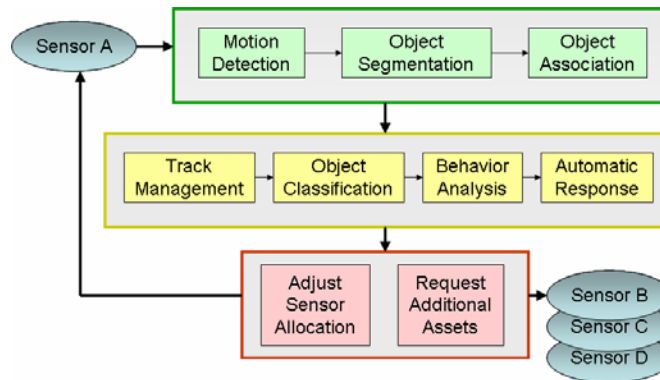 Sensor A
Motion
Detection
Object
Segmentation
Object
Association
Track
Management
Object
Classification
Behavior
Analysis
Automatic
Response
Adjust
Sensor
Allocation
Request
Additional
Assets
Sensor B
Sensor C
Sensor D